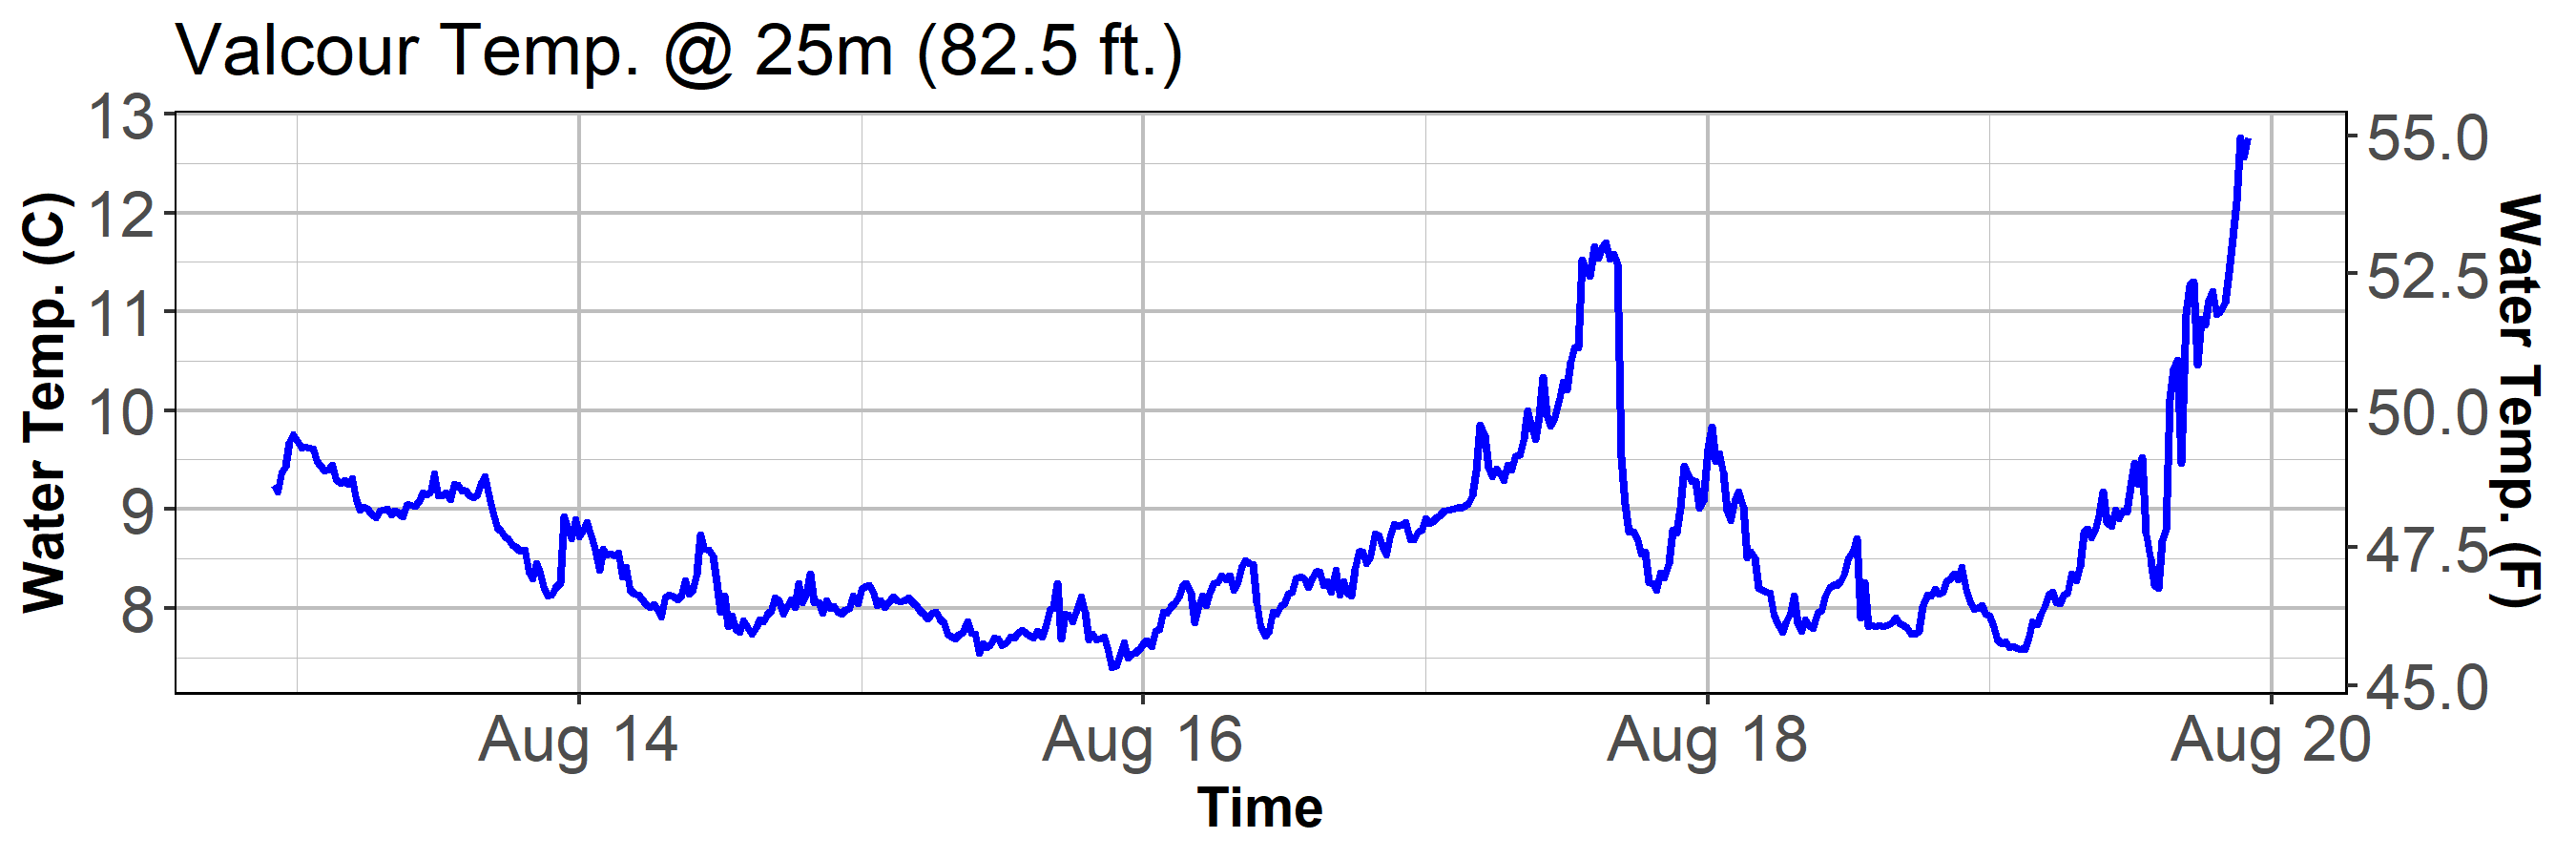 Valcour Temp. @ 25m (82.5 ft.)
Water Temp. (C)
13
12
11
10
9
8
55.0
52.5
50.0
47.5
45.0
Water Temp. (F)
Aug 14 Aug 16 Aug 18 Aug 20
Time